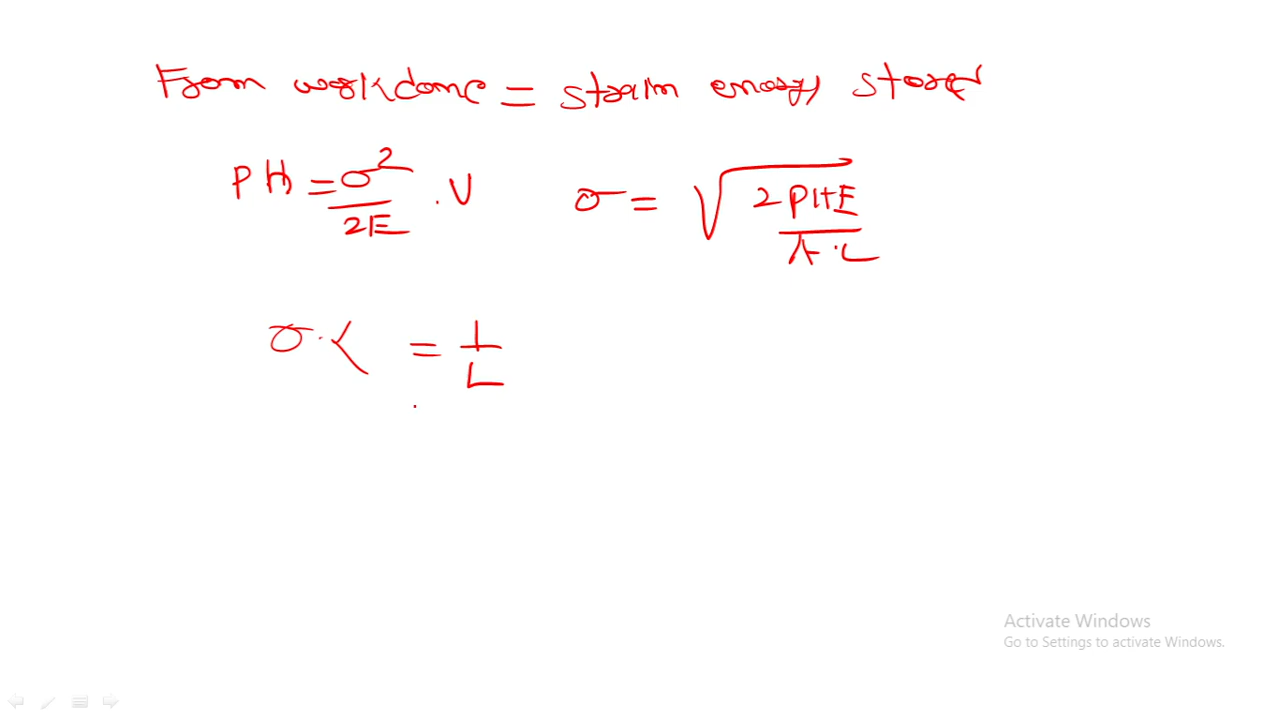 From workdone = strain energy stored
PH = σ²/2E . V σ = √(2PHE/A.L)
σ. = 1/L
Activate Windows
Go to Settings to activate Windows.